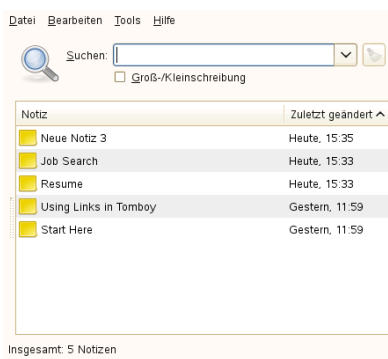 Datei Bearbeiten Tools Hilfe
Suchen:
Groß-/Kleinschreibung
Notiz Zuletzt geändert
Neue Notiz 3 Heute, 15:35
Job Search Heute, 15:33
Resume Heute, 15:33
Using Links in Tomboy Gestern, 11:59
Start Here Gestern, 11:59
Insgesamt: 5 Notizen